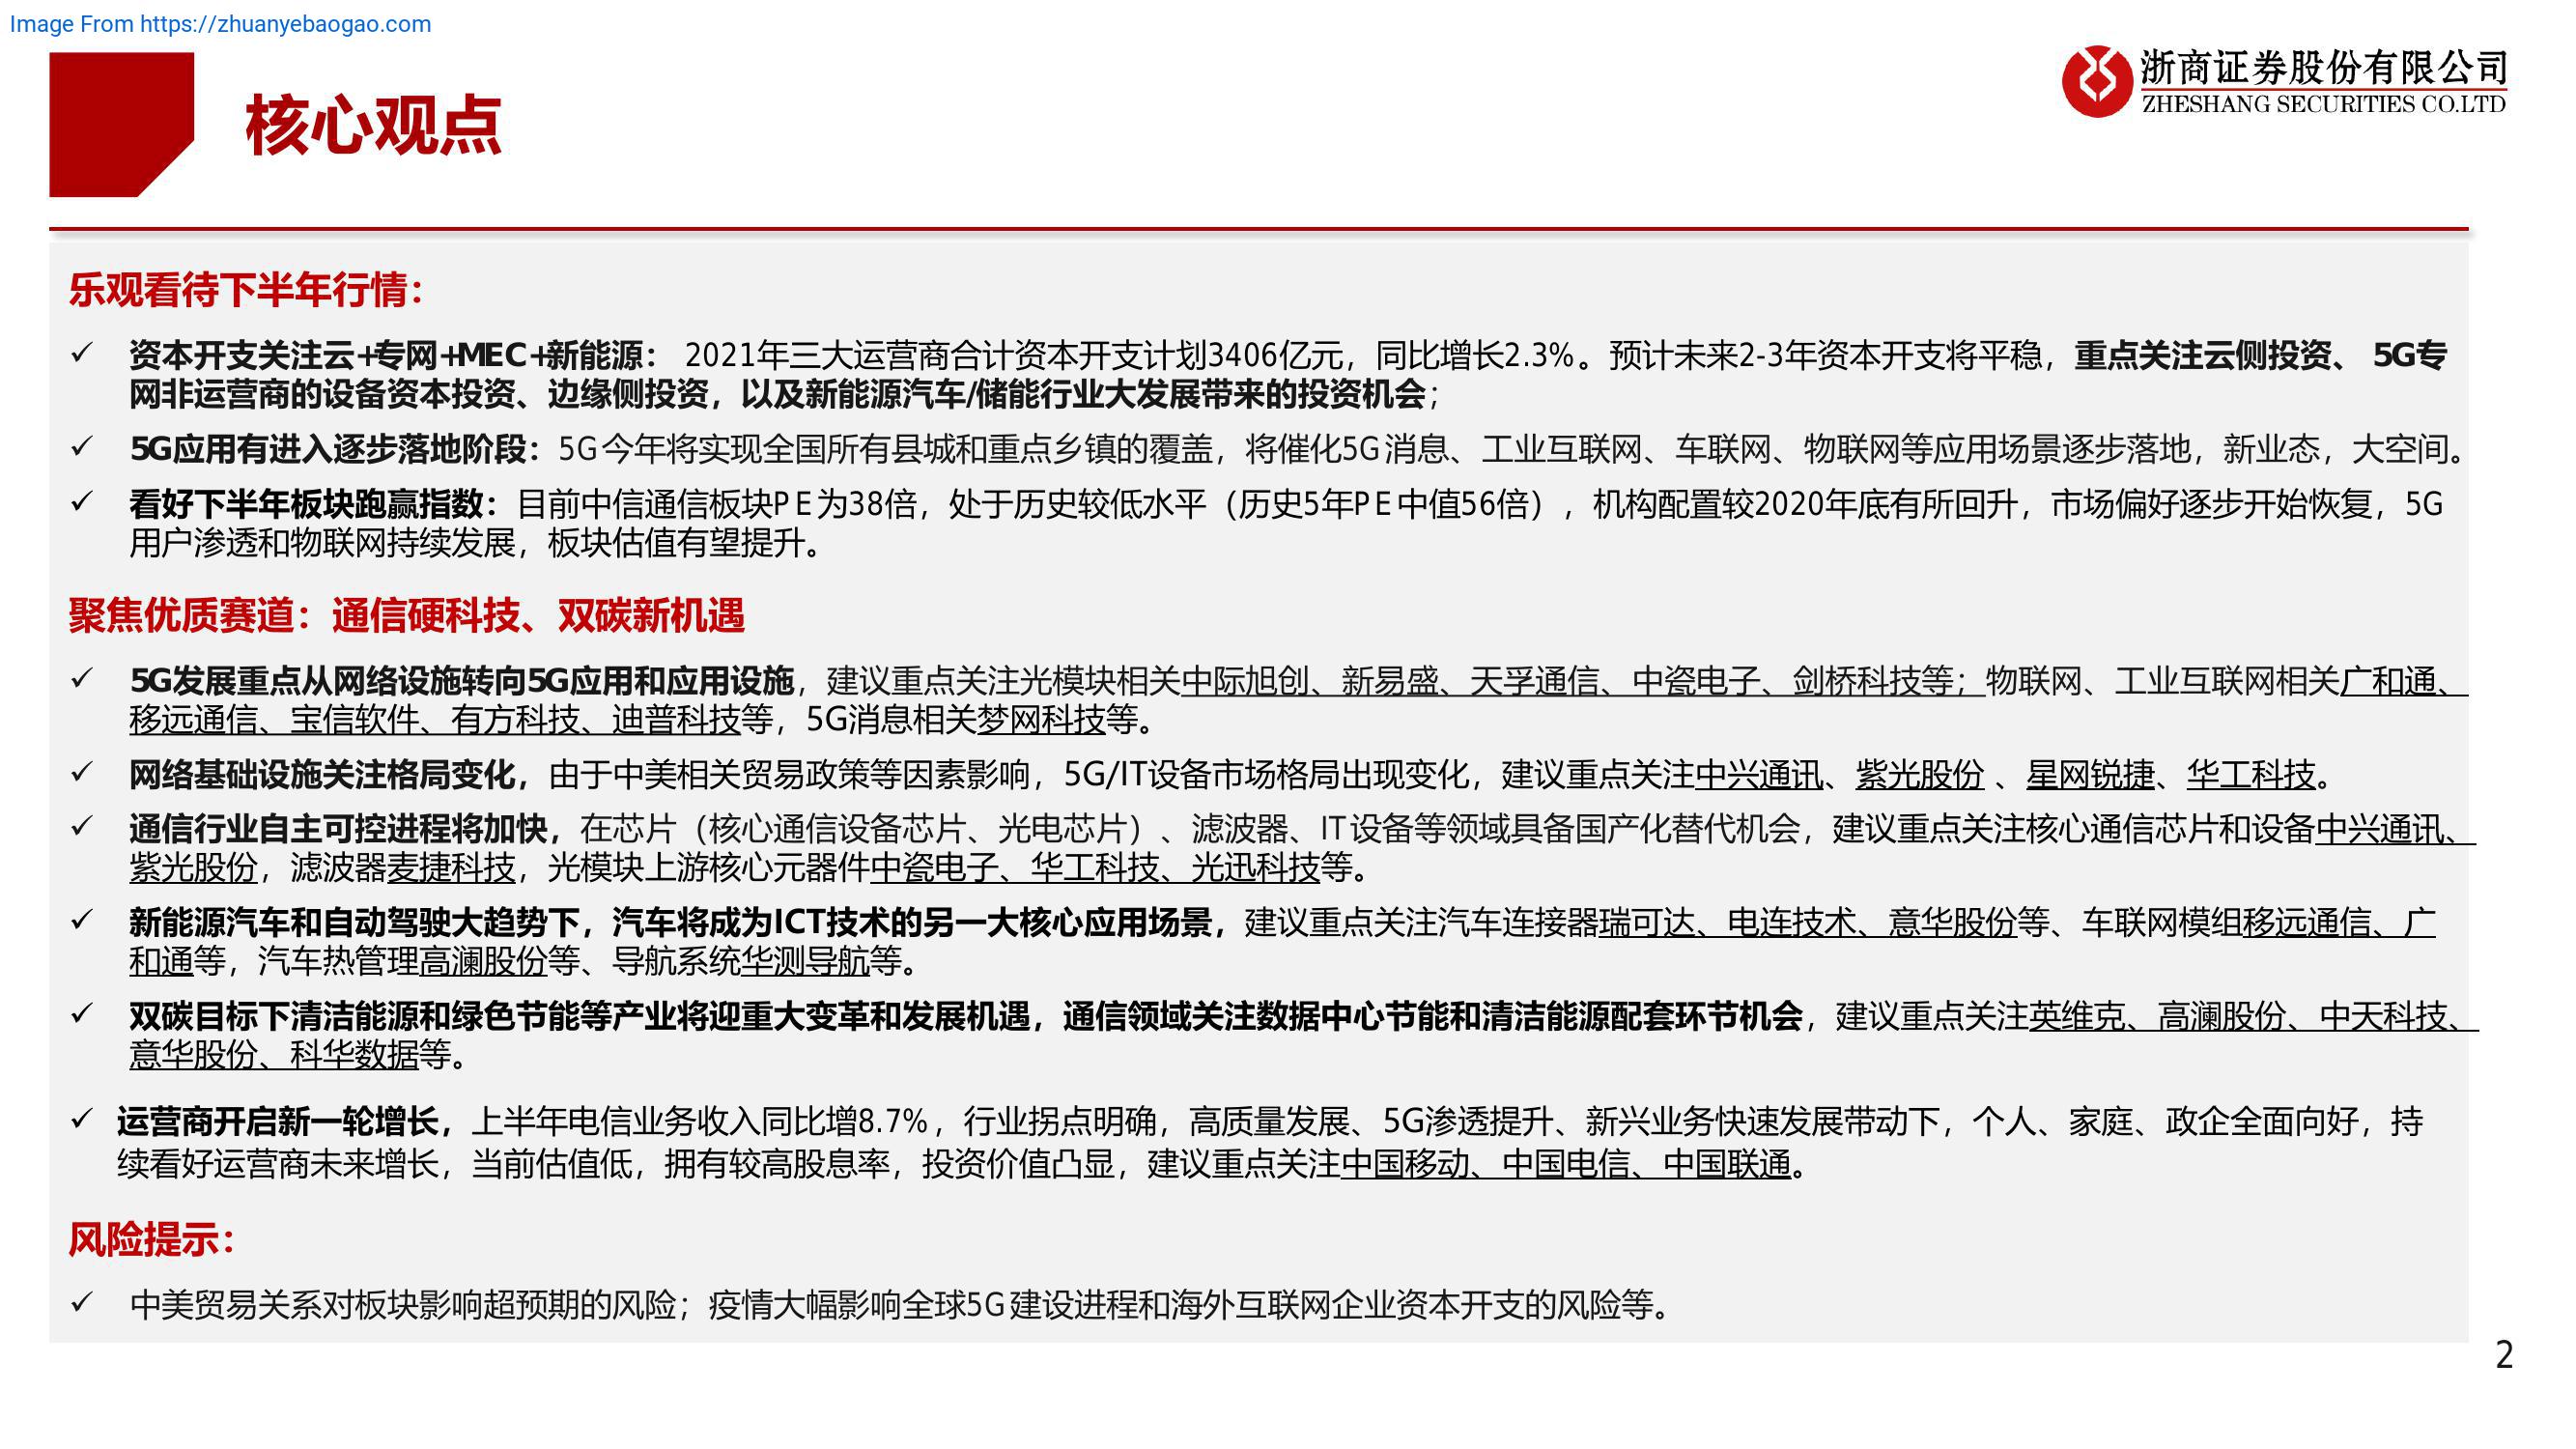 Image From https://zhuanyebaogao.com
浙商证券股份有限公司
ZHESHANG SECURITIES CO.LTD
核心观点
乐观看待下半年行情：
✓ 资本开支关注云+专网+MEC+新能源： 2021年三大运营商合计资本开支计划3406亿元，同比增长2.3%。预计未来2-3年资本开支将平稳，重点关注云侧投资、 5G专
网非运营商的设备资本投资、边缘侧投资，以及新能源汽车/储能行业大发展带来的投资机会；
✓ 5G应用有进入逐步落地阶段：5G今年将实现全国所有县城和重点乡镇的覆盖，将催化5G消息、工业互联网、车联网、物联网等应用场景逐步落地，新业态，大空间。
✓ 看好下半年板块跑赢指数：目前中信通信板块PE为38倍，处于历史较低水平（历史5年PE中值56倍），机构配置较2020年底有所回升，市场偏好逐步开始恢复，5G
用户渗透和物联网持续发展，板块估值有望提升。
聚焦优质赛道：通信硬科技、双碳新机遇
✓ 5G发展重点从网络设施转向5G应用和应用设施，建议重点关注光模块相关中际旭创、新易盛、天孚通信、中瓷电子、剑桥科技等；物联网、工业互联网相关广和通、
移远通信、宝信软件、有方科技、迪普科技等，5G消息相关梦网科技等。
✓ 网络基础设施关注格局变化，由于中美相关贸易政策等因素影响，5G/IT设备市场格局出现变化，建议重点关注中兴通讯、紫光股份 、星网锐捷、华工科技。
✓ 通信行业自主可控进程将加快，在芯片（核心通信设备芯片、光电芯片）、滤波器、IT设备等领域具备国产化替代机会，建议重点关注核心通信芯片和设备中兴通讯、
紫光股份，滤波器麦捷科技，光模块上游核心元器件中瓷电子、华工科技、光迅科技等。
✓ 新能源汽车和自动驾驶大趋势下，汽车将成为ICT技术的另一大核心应用场景，建议重点关注汽车连接器瑞可达、电连技术、意华股份等、车联网模组移远通信、广
和通等，汽车热管理高澜股份等、导航系统华测导航等。
✓ 双碳目标下清洁能源和绿色节能等产业将迎重大变革和发展机遇，通信领域关注数据中心节能和清洁能源配套环节机会，建议重点关注英维克、高澜股份、中天科技、
意华股份、科华数据等。
✓ 运营商开启新一轮增长，上半年电信业务收入同比增8.7%，行业拐点明确，高质量发展、5G渗透提升、新兴业务快速发展带动下，个人、家庭、政企全面向好，持
续看好运营商未来增长，当前估值低，拥有较高股息率，投资价值凸显，建议重点关注中国移动、中国电信、中国联通。
风险提示：
✓ 中美贸易关系对板块影响超预期的风险；疫情大幅影响全球5G建设进程和海外互联网企业资本开支的风险等。
2